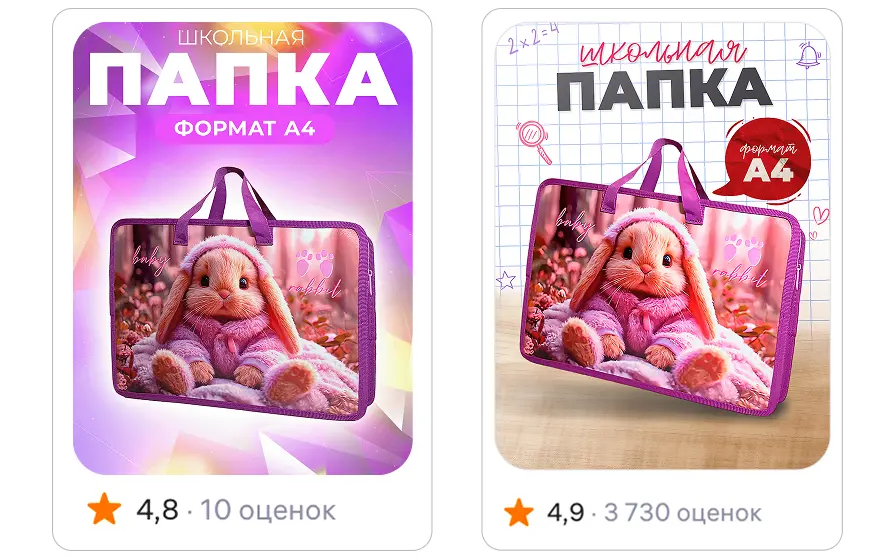 ШКОЛЬНАЯ
ПАПКА
ФОРМАТ А4
baby
rabbit
4,8 · 10 оценок
2×2=4
школьная
ПАПКА
формат
А4
baby
rabbit
4,9 · 3 730 оценок